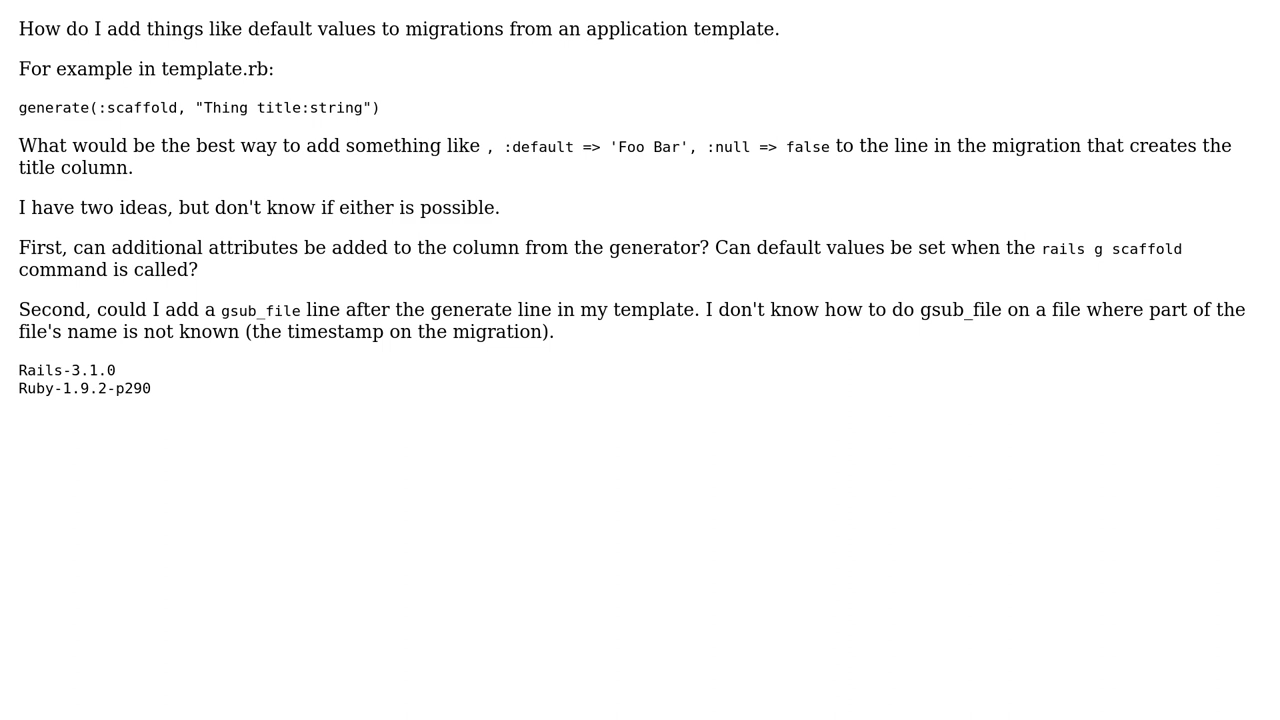 How do I add things like default values to migrations from an application template.
For example in template.rb:
generate(:scaffold, "Thing title:string")
What would be the best way to add something like , :default => 'Foo Bar', :null => false to the line in the migration that creates the
title column.
I have two ideas, but don't know if either is possible.
First, can additional attributes be added to the column from the generator? Can default values be set when the rails g scaffold
command is called?
Second, could I add a gsub_file line after the generate line in my template. I don't know how to do gsub_file on a file where part of the
file's name is not known (the timestamp on the migration).
Rails-3.1.0
Ruby-1.9.2-p290